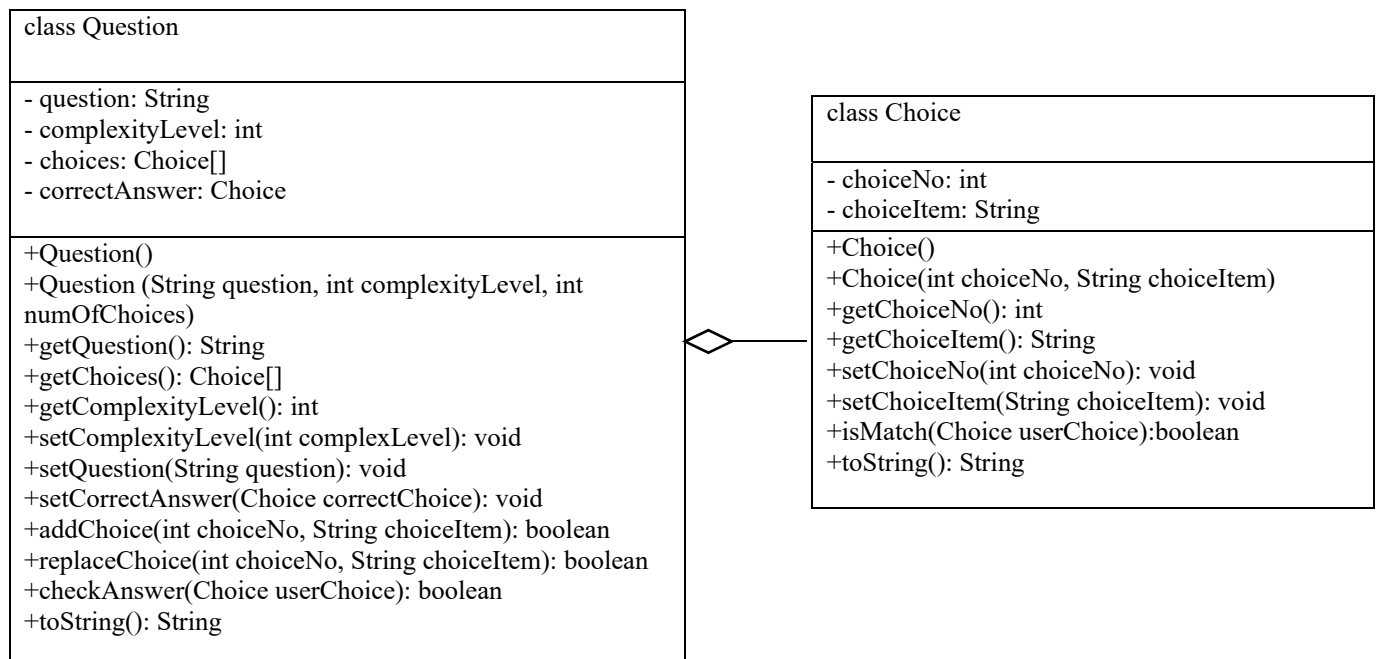 class Question
- question: String
- complexityLevel: int
- choices: Choice[]
- correctAnswer: Choice
+Question()
+Question (String question, int complexityLevel, int
numOfChoices)
+getQuestion(): String
+getChoices(): Choice[]
+getComplexityLevel(): int
+setComplexityLevel(int complexLevel): void
+setQuestion(String question): void
+setCorrectAnswer(Choice correctChoice): void
+addChoice(int choiceNo, String choiceItem): boolean
+replaceChoice(int choiceNo, String choiceItem): boolean
+checkAnswer(Choice userChoice): boolean
+toString(): String
class Choice
- choiceNo: int
- choiceItem: String
+Choice()
+Choice(int choiceNo, String choiceItem)
+getChoiceNo(): int
+getChoiceItem(): String
+setChoiceNo(int choiceNo): void
+setChoiceItem(String choiceItem): void
+isMatch(Choice userChoice):boolean
+toString(): String